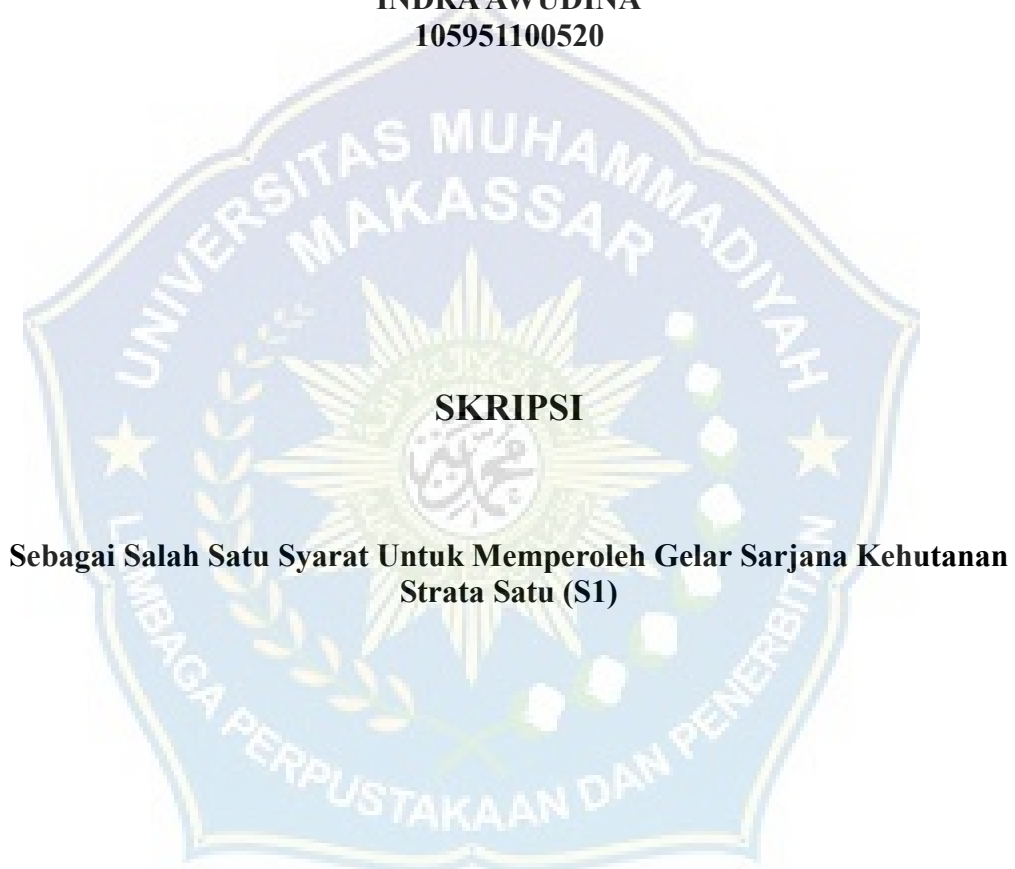 INDRA AWUDINA
105951100520
UNIVERSITAS MUHAMMADIYAH
MAKASSAR
SKRIPSI
Sebagai Salah Satu Syarat Untuk Memperoleh Gelar Sarjana Kehutanan
Strata Satu (S1)
LEMBAGA PERPUSTAKAAN DAN PENERBITAN